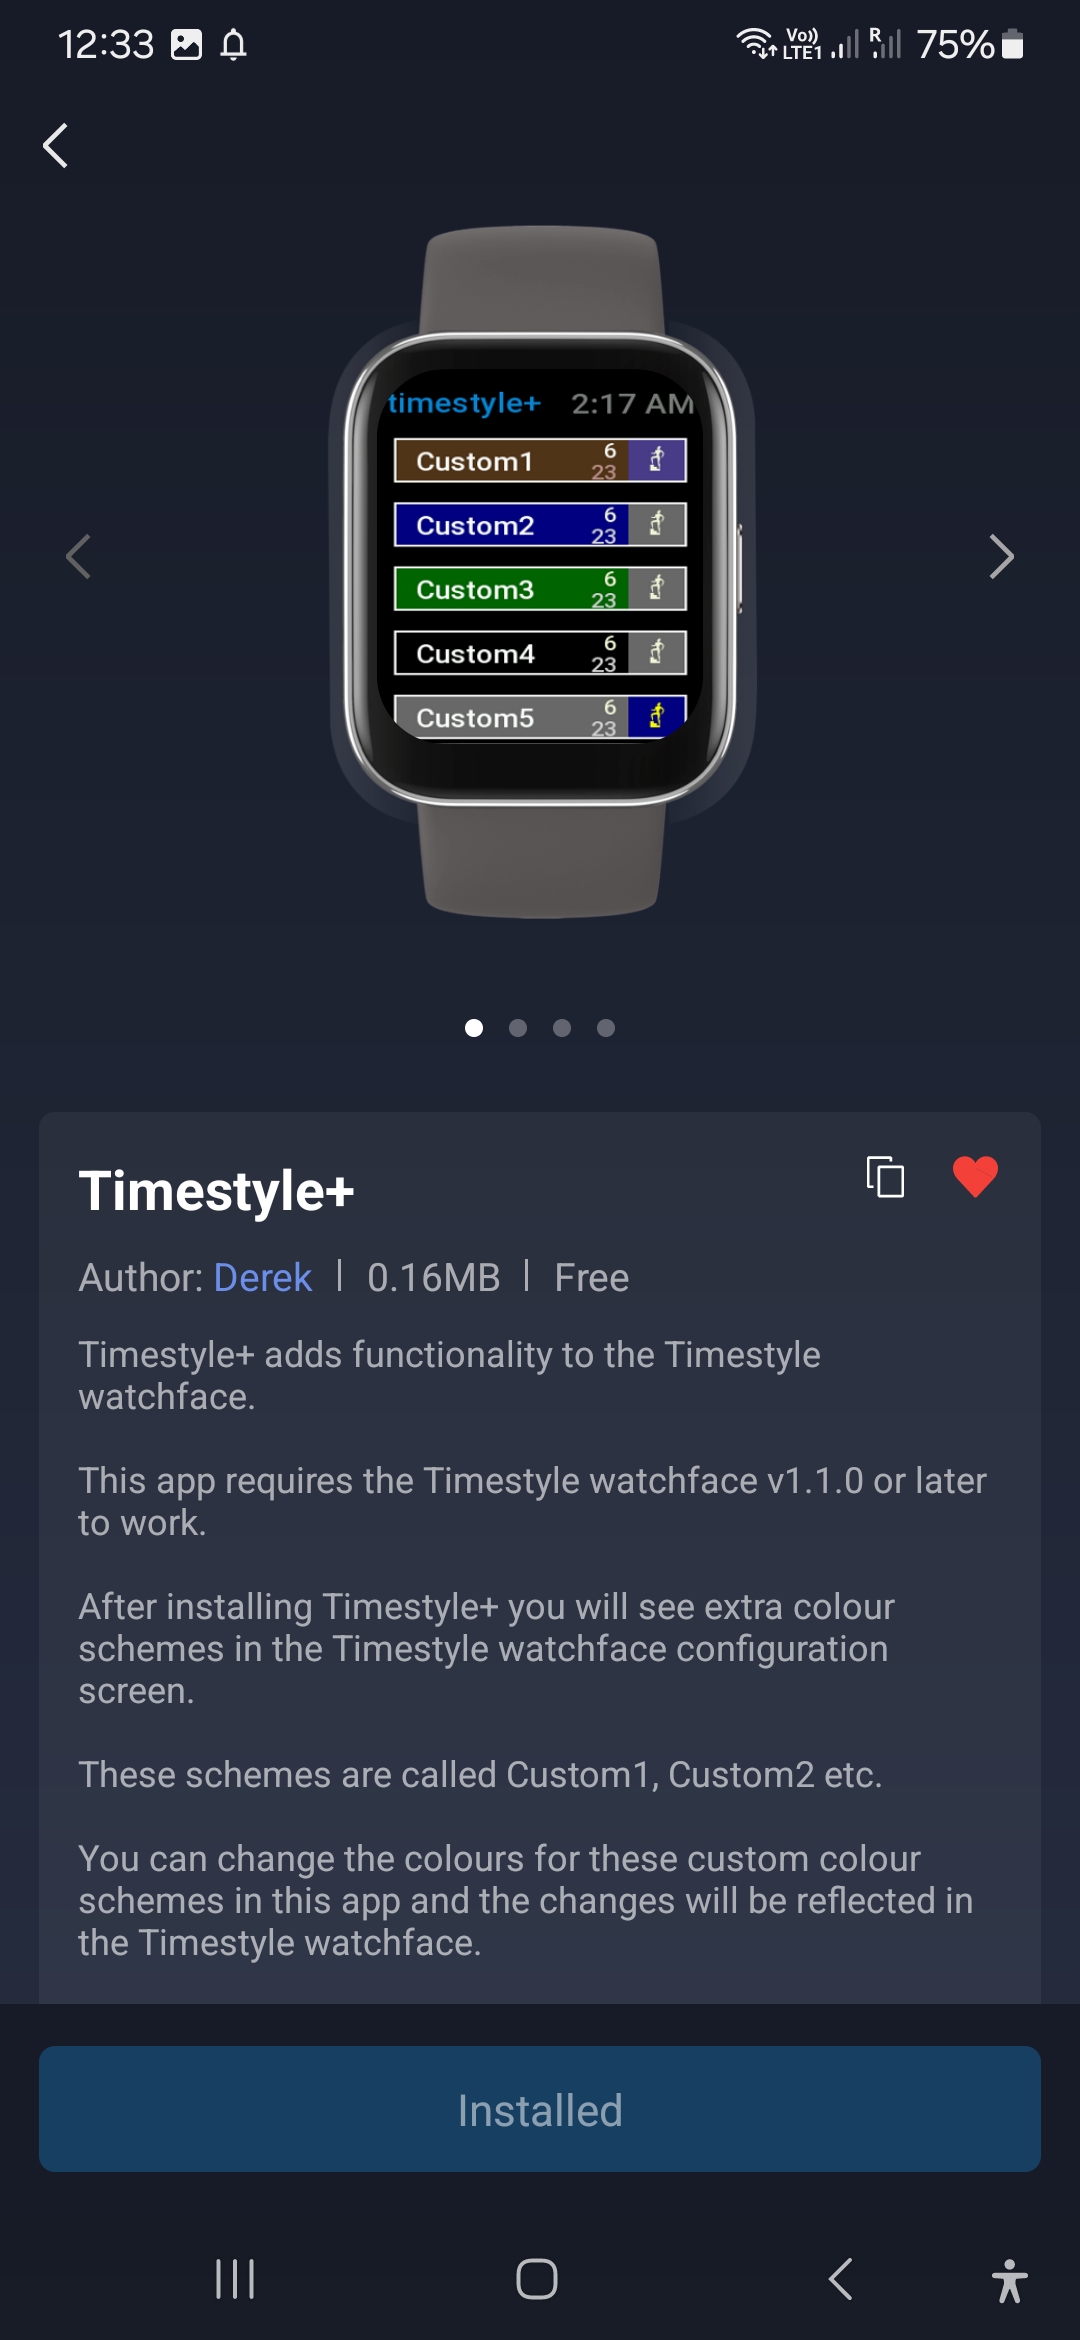 12:33 Vo)) LTE1 R 75%
timestyle+ 2:17 AM
Custom1 6 23
Custom2 6 23
Custom3 6 23
Custom4 6 23
Custom5 6 23
Timestyle+
Author: Derek | 0.16MB | Free
Timestyle+ adds functionality to the Timestyle
watchface.
This app requires the Timestyle watchface v1.1.0 or later
to work.
After installing Timestyle+ you will see extra colour
schemes in the Timestyle watchface configuration
screen.
These schemes are called Custom1, Custom2 etc.
You can change the colours for these custom colour
schemes in this app and the changes will be reflected in
the Timestyle watchface.
Installed